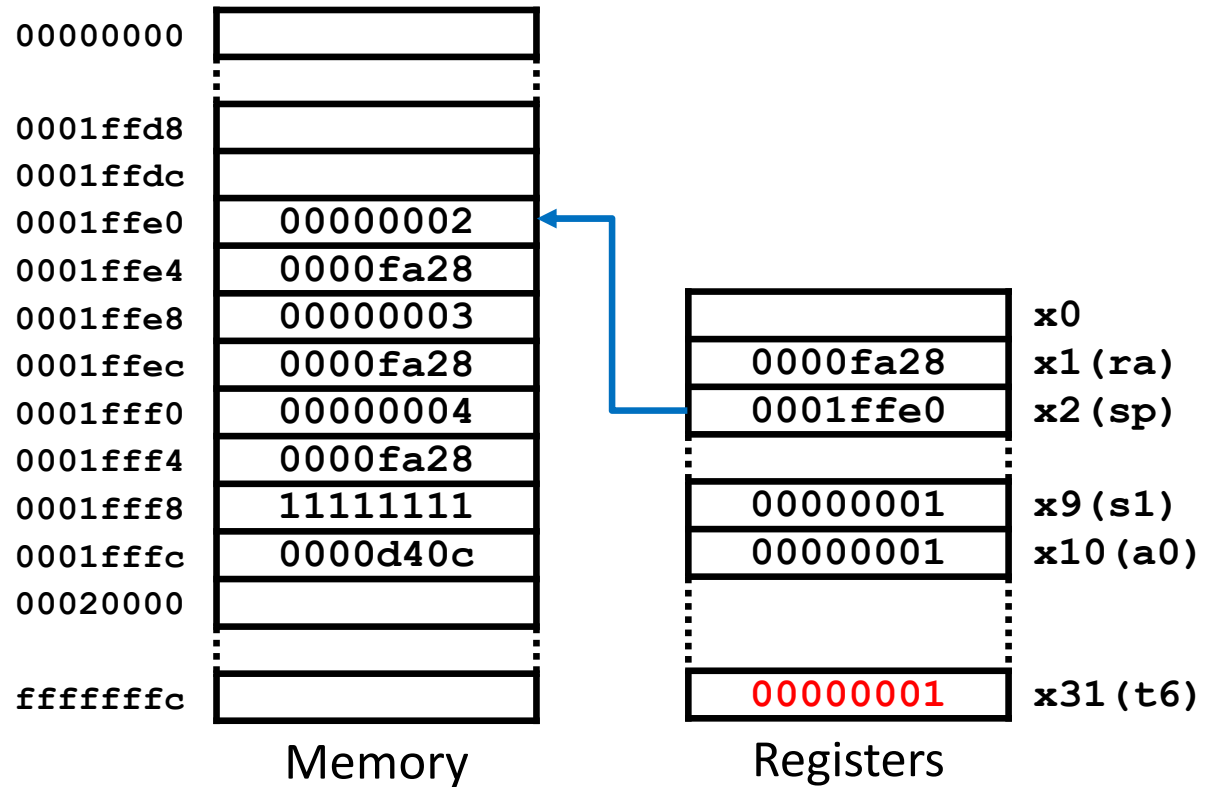 00000000
0001ffd8
0001ffdc
0001ffe0 00000002
0001ffe4 0000fa28
0001ffe8 00000003
x0
0001ffec 0000fa28
0000fa28 x1(ra)
0001fff0 00000004
0001ffe0 x2(sp)
0001fff4 0000fa28
0001fff8 11111111
00000001 x9(s1)
0001fffc 0000d40c
00000001 x10(a0)
00020000
fffffffc
00000001 x31(t6)
Memory
Registers